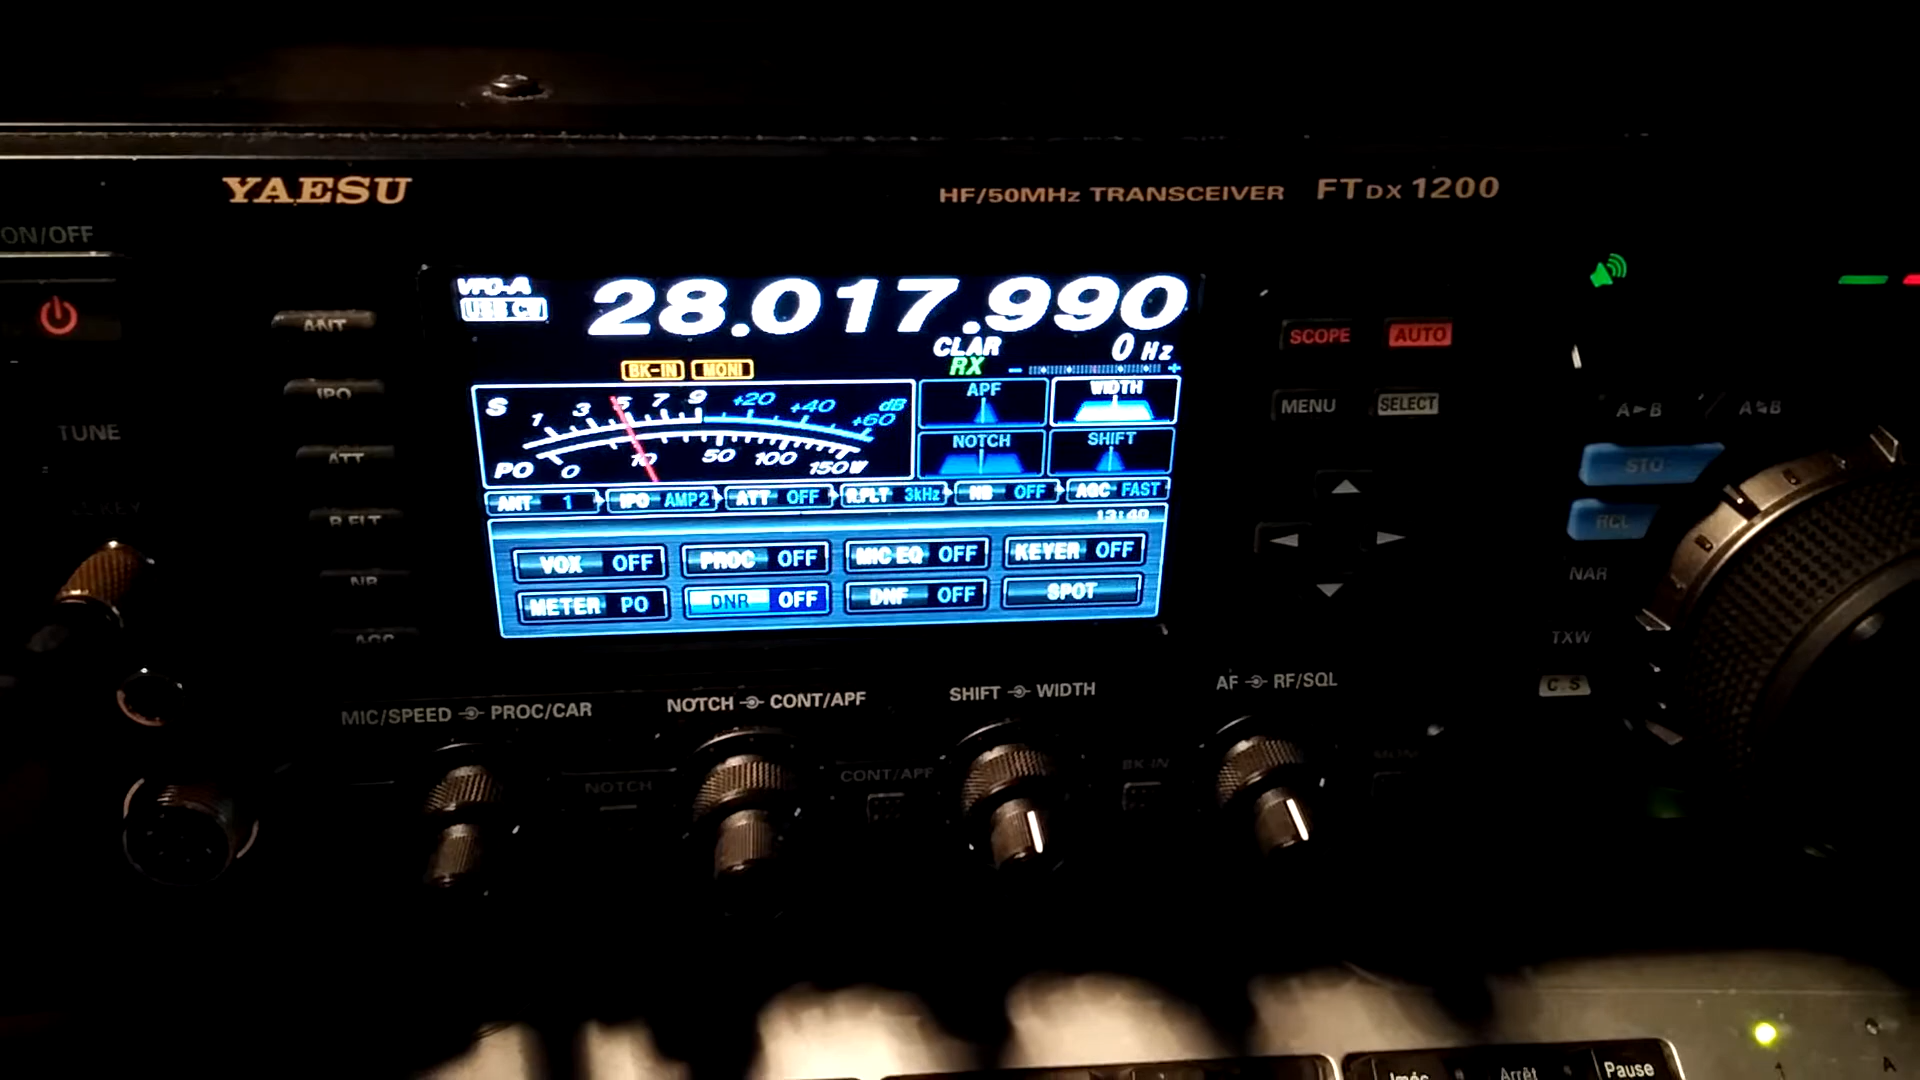 YAESU
HF/50MHz TRANSCEIVER FTDX 1200
ON/OFF
VFO-A
USB CW
28.017.990
CLAR 0 Hz
RX - +
BK-IN MONI
ANT
IPO
ATT
R.FLT
NB
AGC
TUNE
S 1 3 5 7 9 +20 +40 +60 dB
PO 0 10 50 100 150W
APF WIDTH
NOTCH SHIFT
ANT 1 IPO AMP2 ATT OFF R.FLT 3kHz NB OFF AGC FAST
13:40
VOX OFF PROC OFF MIC EQ OFF KEYER OFF
METER PO DNR OFF DNF OFF SPOT
SCOPE AUTO
MENU SELECT
A►B A⇆B
STO
RCL
NAR
TXW
C.S
MIC/SPEED PROC/CAR
NOTCH CONT/APF
SHIFT WIDTH
AF RF/SQL
NOTCH
CONT/APF
BK-IN
MONI
Arrêt
Pause
1
A